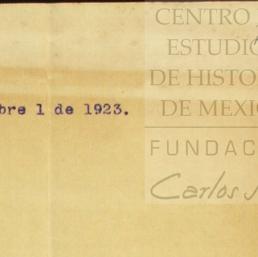 CENTRO
ESTUDIO
DE HISTO
DE MEXIC
bre 1 de 1923.
FUNDAC
Carlos